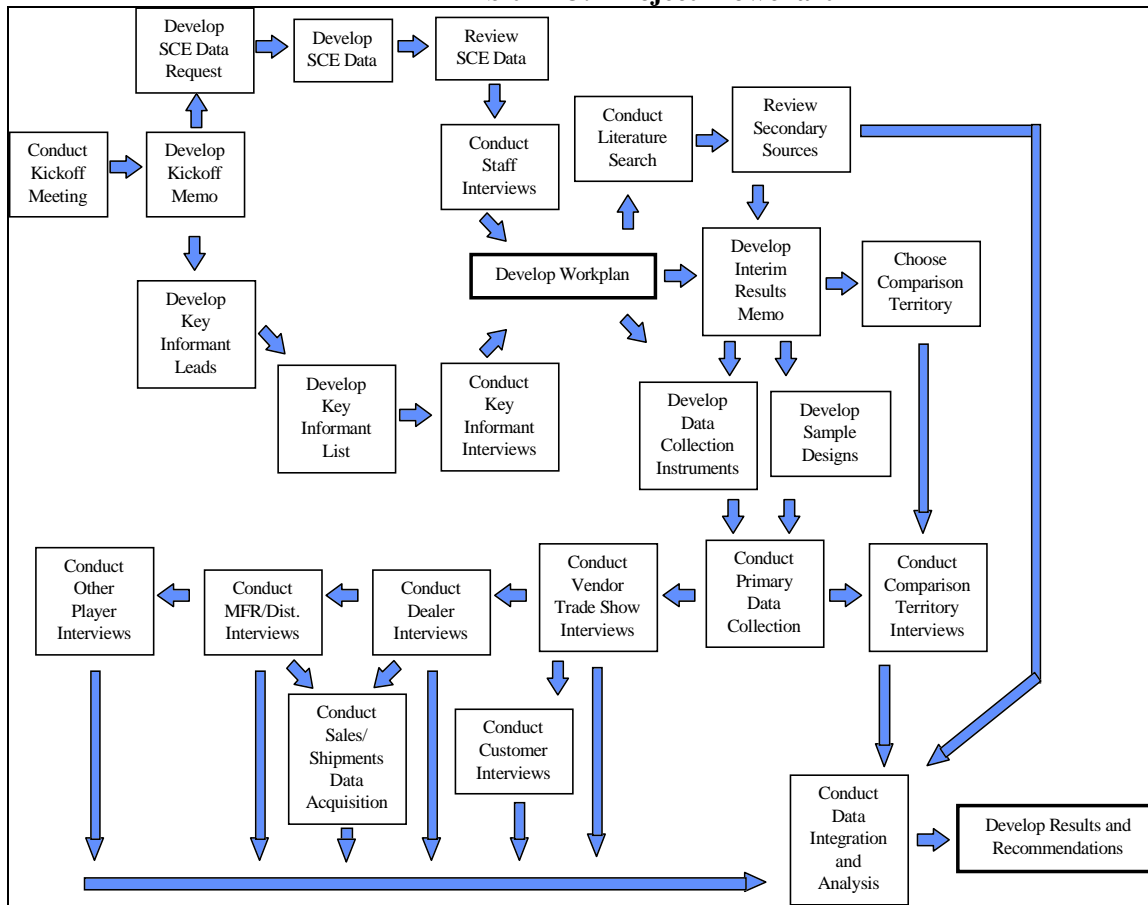 Develop
SCE Data
Request
Develop
SCE Data
Review
SCE Data
Conduct
Kickoff
Meeting
Develop
Kickoff
Memo
Conduct
Staff
Interviews
Conduct
Literature
Search
Review
Secondary
Sources
Develop Workplan
Develop
Interim
Results
Memo
Choose
Comparison
Territory
Develop
Key
Informant
Leads
Develop
Key
Informant
List
Conduct
Key
Informant
Interviews
Develop
Data
Collection
Instruments
Develop
Sample
Designs
Conduct
Other
Player
Interviews
Conduct
MFR/Dist.
Interviews
Conduct
Dealer
Interviews
Conduct
Vendor
Trade Show
Interviews
Conduct
Primary
Data
Collection
Conduct
Comparison
Territory
Interviews
Conduct
Sales/
Shipments
Data
Acquisition
Conduct
Customer
Interviews
Conduct
Data
Integration
and
Analysis
Develop Results and
Recommendations